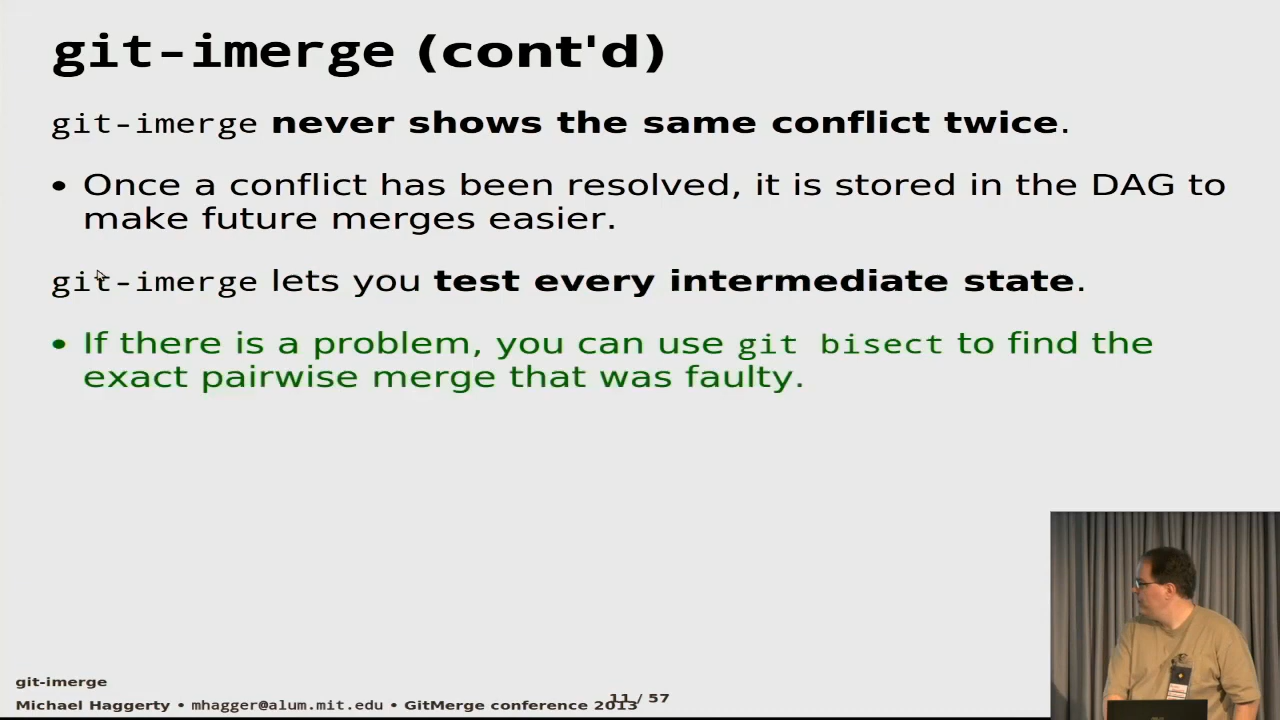 git-imerge (cont'd)
git-imerge never shows the same conflict twice.
• Once a conflict has been resolved, it is stored in the DAG to
make future merges easier.
git-imerge lets you test every intermediate state.
• If there is a problem, you can use git bisect to find the
exact pairwise merge that was faulty.
git-imerge
Michael Haggerty • mhagger@alum.mit.edu • GitMerge conference 2013
11 / 57